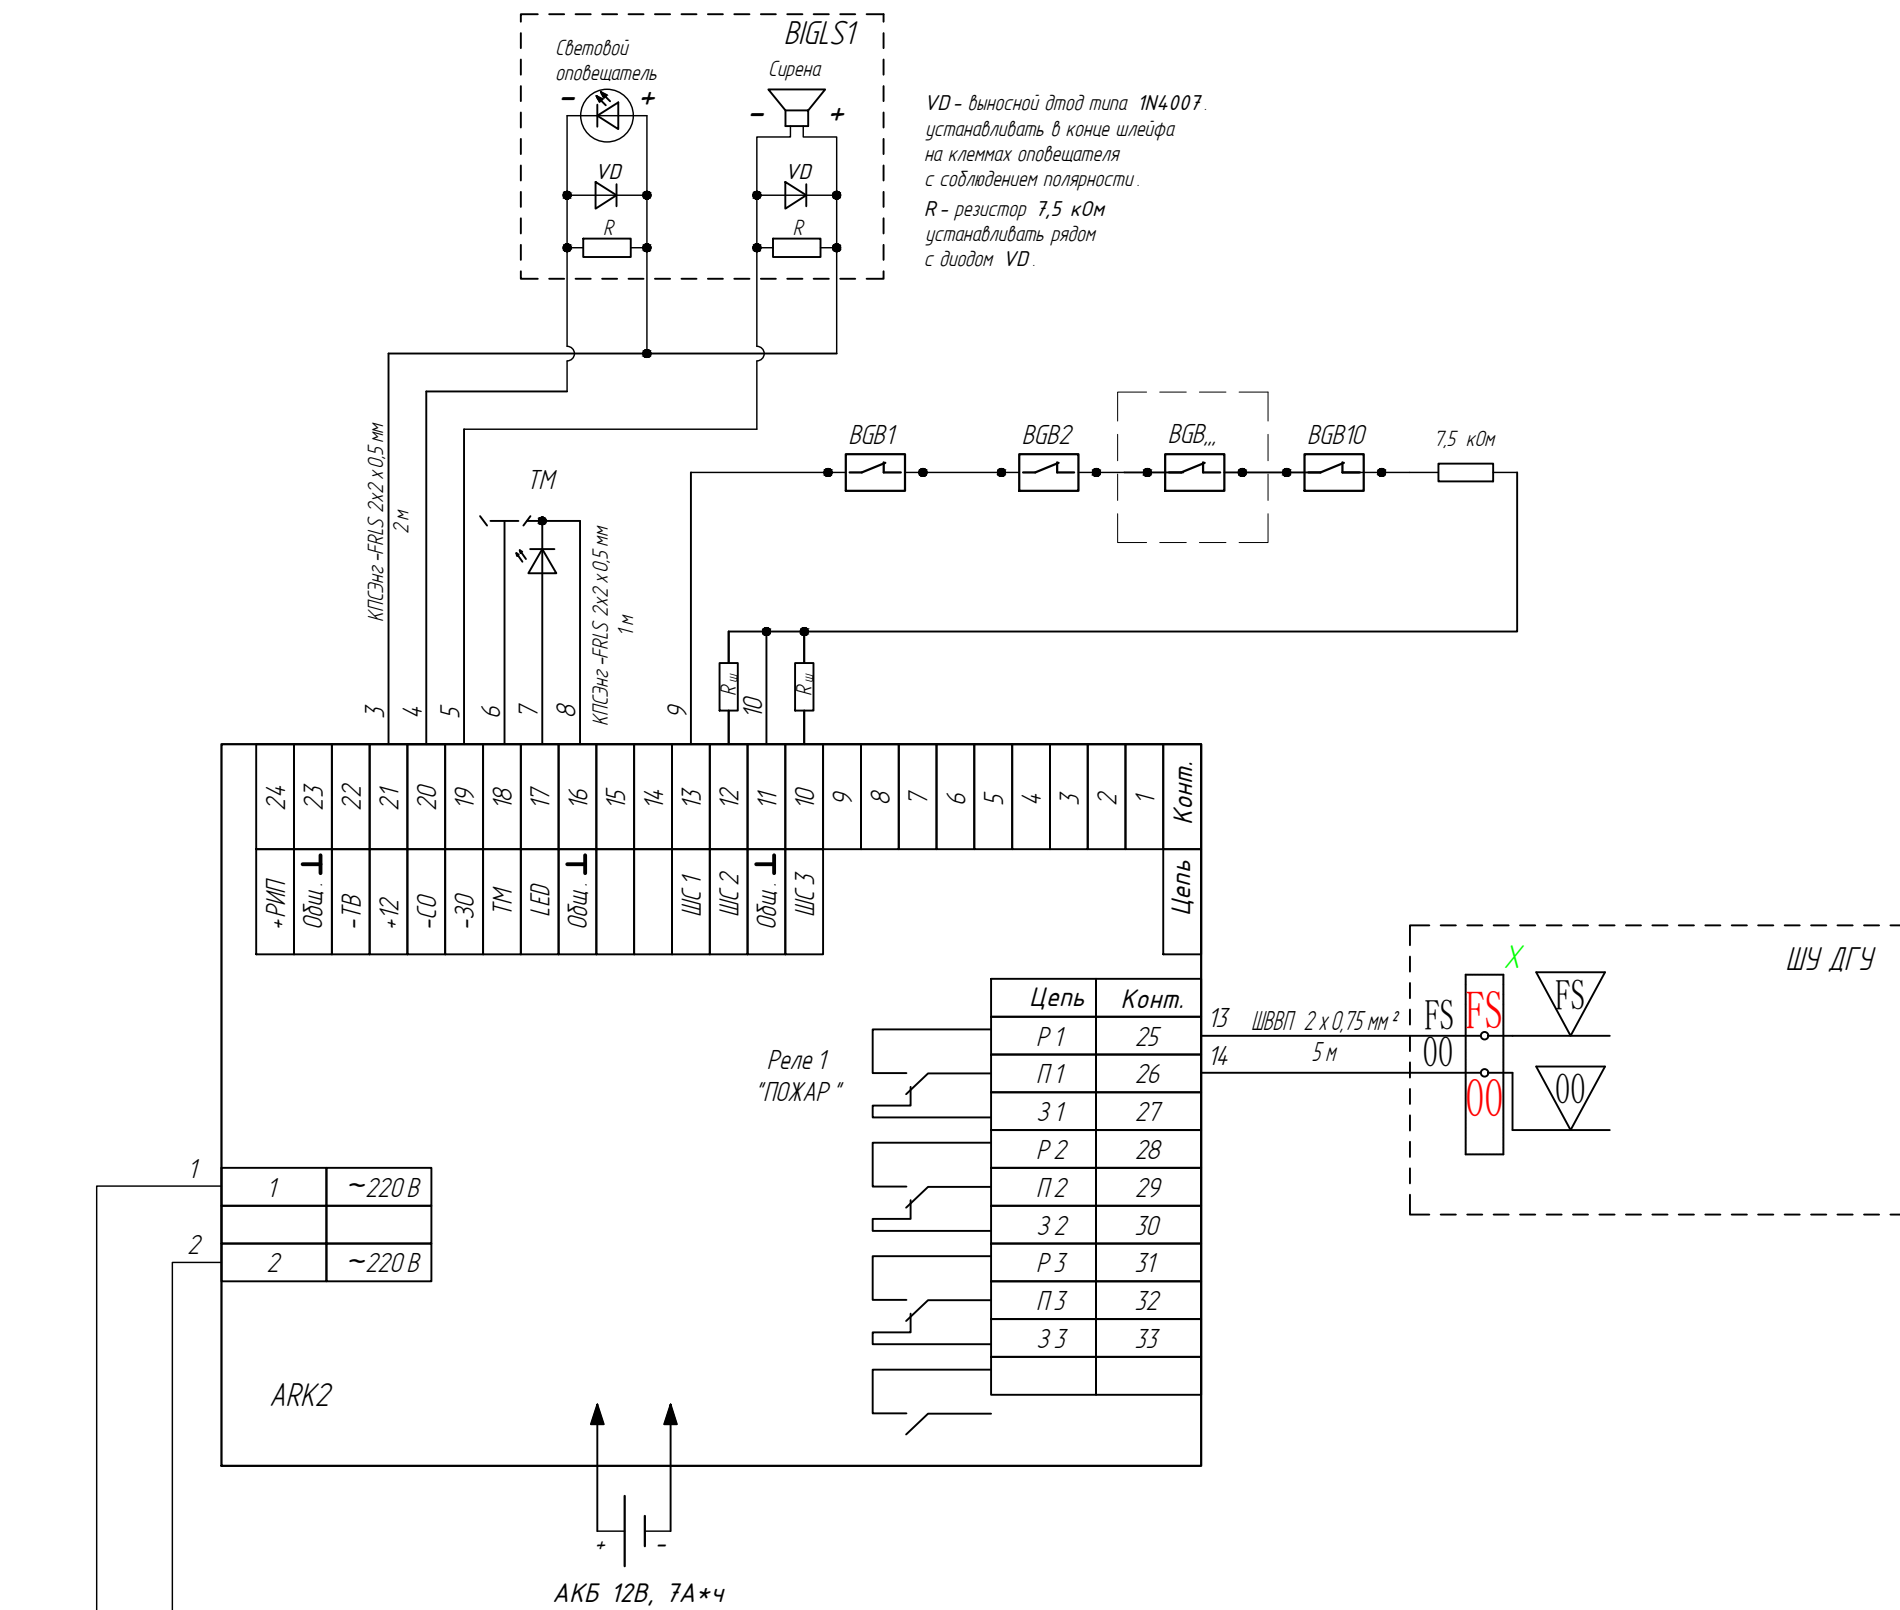 BIGLS1
Световой
оповещатель
Сирена
- +
- +
VD
VD
R
R
VD - выносной дтод типа 1N4007.
устанавливать в конце шлейфа
на клеммах оповещателя
с соблюдением полярности.
R - резистор 7,5 кОм
устанавливать рядом
с диодом VD.
КПСЭнг-FRLS 2х2 х0,5 мм
2 м
ТМ
КПСЭнг-FRLS 2х2 х0,5 мм
1 м
BGB1
BGB2
BGB,,,
BGB10
7,5 кОм
Rш
Rш
3
4
5
6
7
8
9
10
24
23
22
21
20
19
18
17
16
15
14
13
12
11
10
9
8
7
6
5
4
3
2
1
Конт.
+РИП
Общ. ⊥
-ТВ
+12
-СО
-ЗО
ТМ
LED
Общ. ⊥
ШС 1
ШС 2
Общ. ⊥
ШС 3
Цепь
Цепь Конт.
Р 1 25
П 1 26
З 1 27
Р 2 28
П 2 29
З 2 30
Р 3 31
П 3 32
З 3 33
Реле 1
"ПОЖАР"
13
14
ШВВП 2 х 0,75 мм²
5 м
ШУ ДГУ
X
FS
00
FS
00
FS
00
1
2
1 ~220 В
2 ~220 В
ARK2
+ -
АКБ 12В, 7А*ч